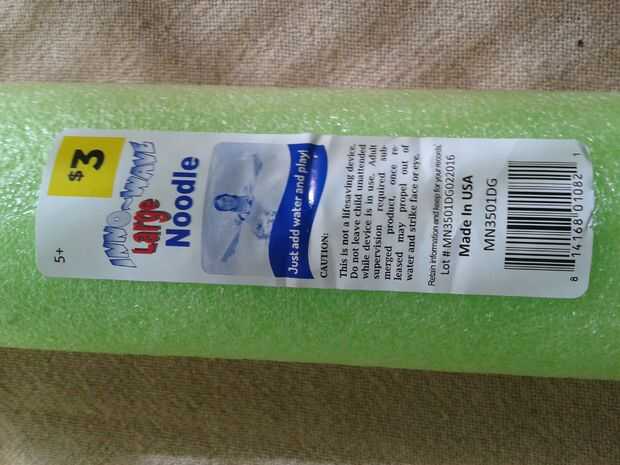 5+
$3
INNO~WAVE
Large
Noodle
Just add water and play!
CAUTION:
This is not a lifesaving device.
Do not leave child unattended
while device is in use. Adult
supervision required sub-
merged product, once re-
leased may propel out of
water and strike face or eye.
Retain information and keep for your records.
Lot #:MN3501DG022016
Made In USA
MN3501DG
8 14168 01082 1